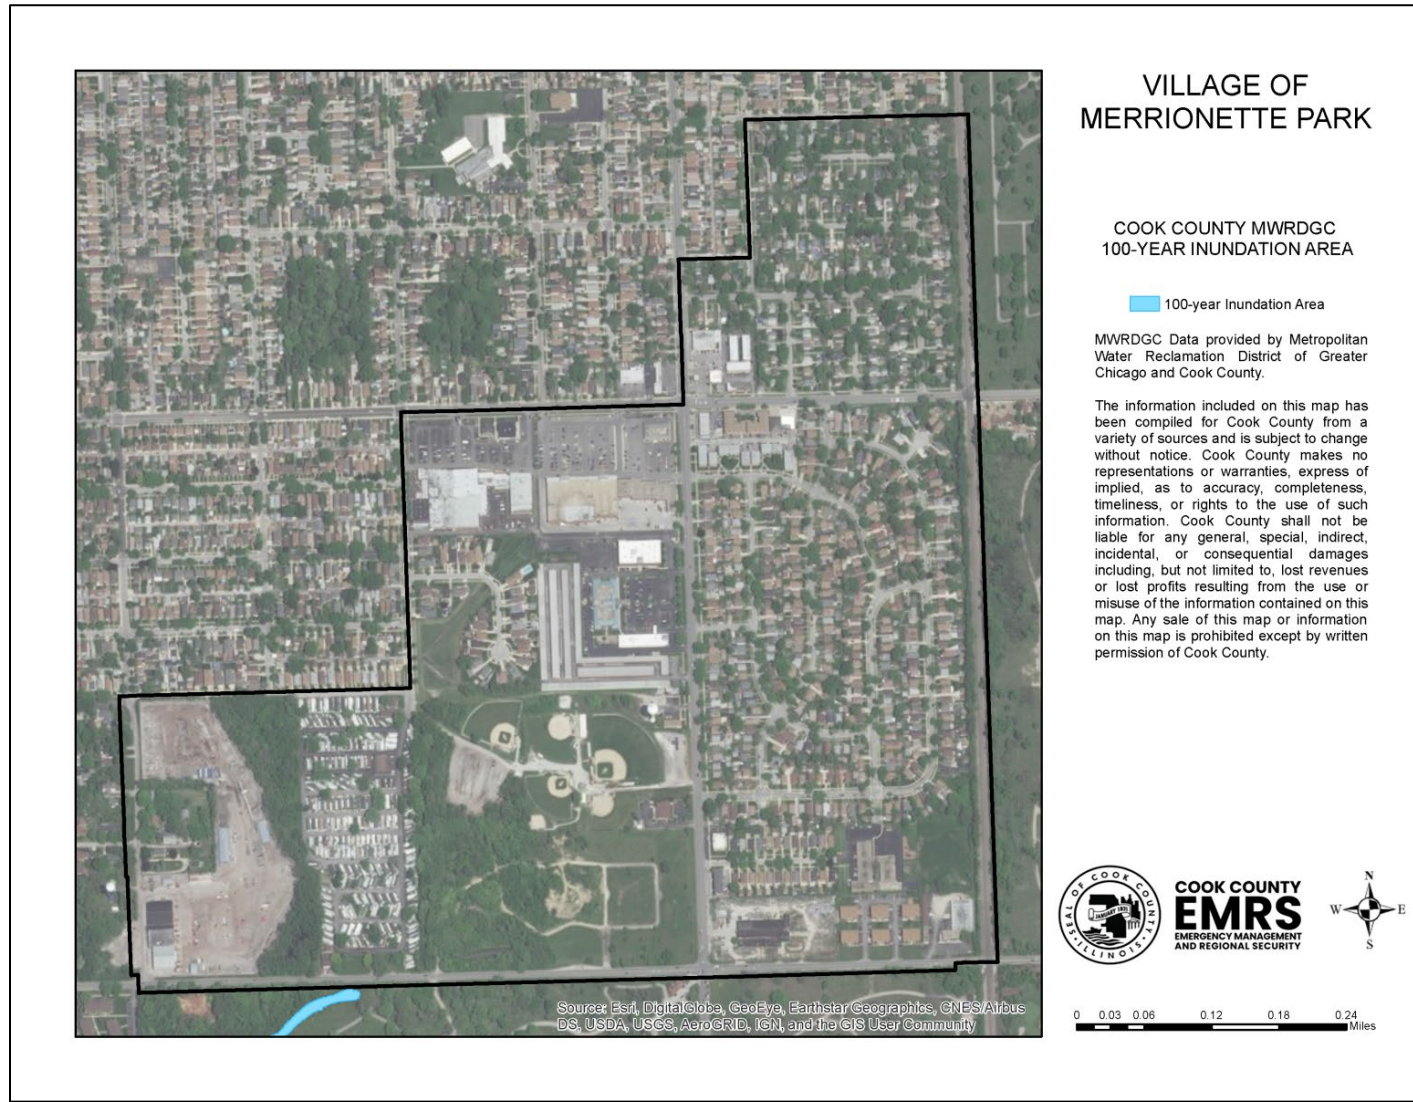 VILLAGE OF
MERRIONETTE PARK
COOK COUNTY MWRDGC
100-YEAR INUNDATION AREA
100-year Inundation Area
MWRDGC Data provided by Metropolitan
Water Reclamation District of Greater
Chicago and Cook County.
The information included on this map has
been compiled for Cook County from a
variety of sources and is subject to change
without notice. Cook County makes no
representations or warranties, express of
implied, as to accuracy, completeness,
timeliness, or rights to the use of such
information. Cook County shall not be
liable for any general, special, indirect,
incidental, or consequential damages
including, but not limited to, lost revenues
or lost profits resulting from the use or
misuse of the information contained on this
map. Any sale of this map or information
on this map is prohibited except by written
permission of Cook County.
SEAL OF COOK COUNTY
JANUARY 1831
ILLINOIS
COOK COUNTY
EMRS
EMERGENCY MANAGEMENT
AND REGIONAL SECURITY
N
W E
S
0 0.03 0.06 0.12 0.18 0.24
Miles
Source: Esri, DigitalGlobe, GeoEye, Earthstar Geographics, CNES/Airbus
DS, USDA, USGS, AeroGRID, IGN, and the GIS User Community